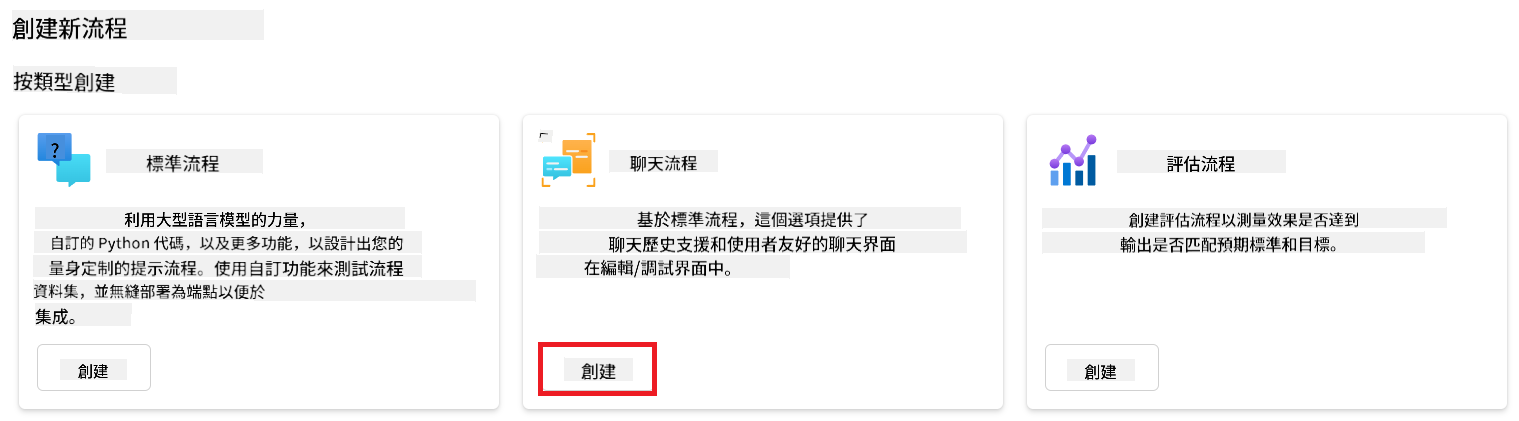 創建新流程
按類型創建
?
標準流程
利用大型語言模型的力量，
自訂的 Python 代碼，以及更多功能，以設計出您的
量身定制的提示流程。使用自訂功能來測試流程
資料集，並無縫部署為端點以便於
集成。
創建
聊天流程
基於標準流程，這個選項提供了
聊天歷史支援和使用者友好的聊天界面
在編輯/調試界面中。
創建
評估流程
創建評估流程以測量效果是否達到
輸出是否匹配預期標準和目標。
創建